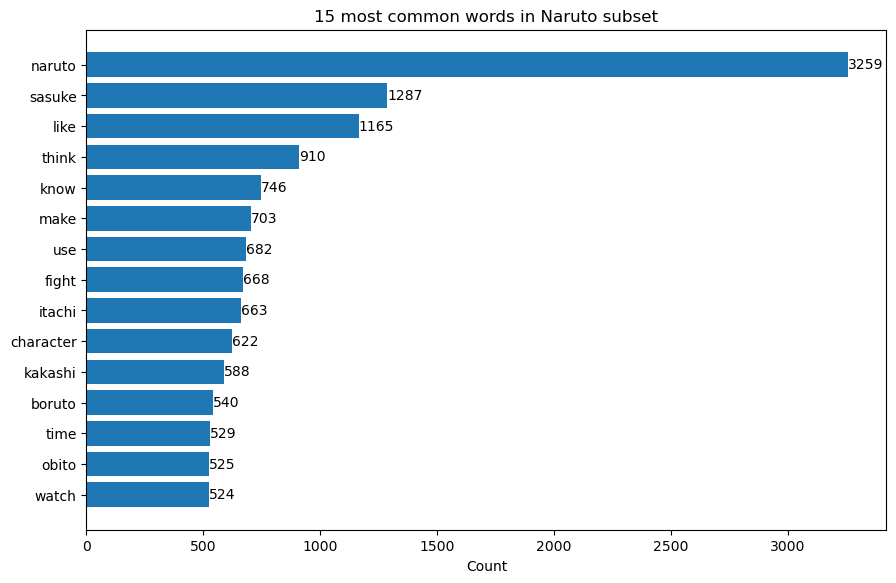 15 most common words in Naruto subset
naruto 3259
sasuke 1287
like 1165
think 910
know 746
make 703
use 682
fight 668
itachi 663
character 622
kakashi 588
boruto 540
time 529
obito 525
watch 524
0 500 1000 1500 2000 2500 3000
Count